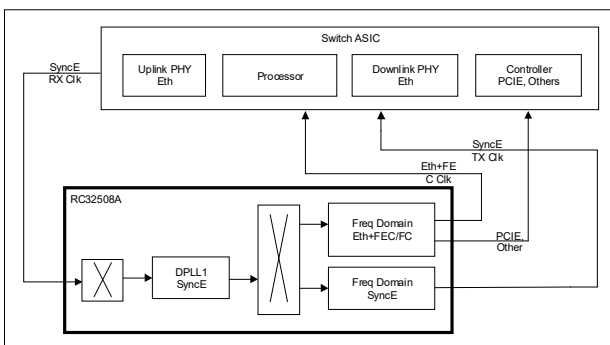 Switch ASIC
Uplink PHY
Eth
Processor
Downlink PHY
Eth
Controller
PCIE, Others
SyncE
RX Clk
SyncE
TX Clk
Eth+FE
C Clk
RC32508A
DPLL1
SyncE
Freq Domain
Eth+FEC/FC
PCIE,
Other
Freq Domain
SyncE